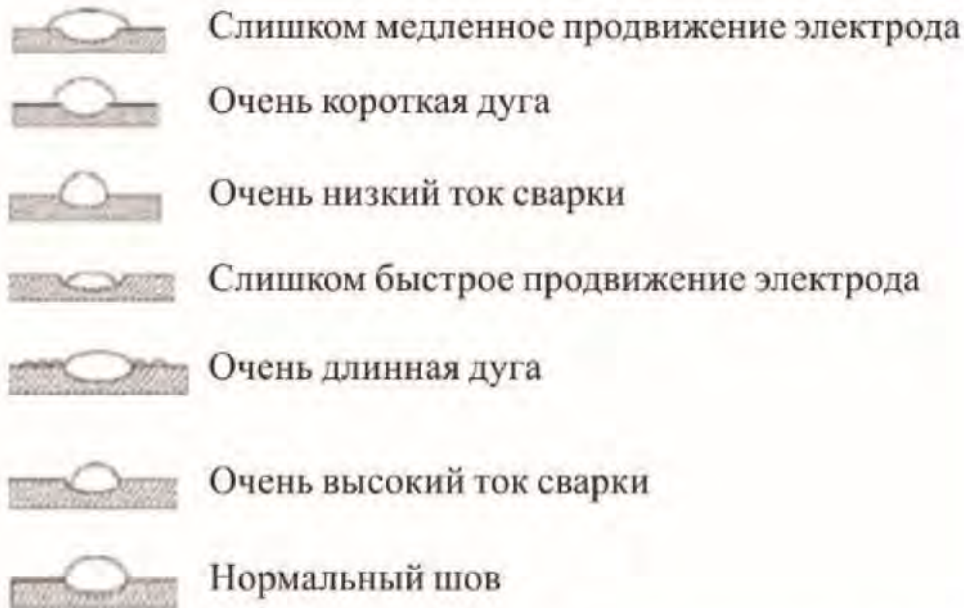 Слишком медленное продвижение электрода
Очень короткая дуга
Очень низкий ток сварки
Слишком быстрое продвижение электрода
Очень длинная дуга
Очень высокий ток сварки
Нормальный шов